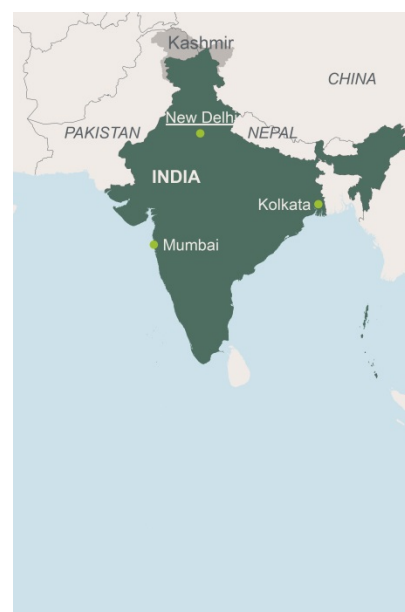 Kashmir
CHINA
New Delhi
PAKISTAN
NEPAL
INDIA
Kolkata
Mumbai